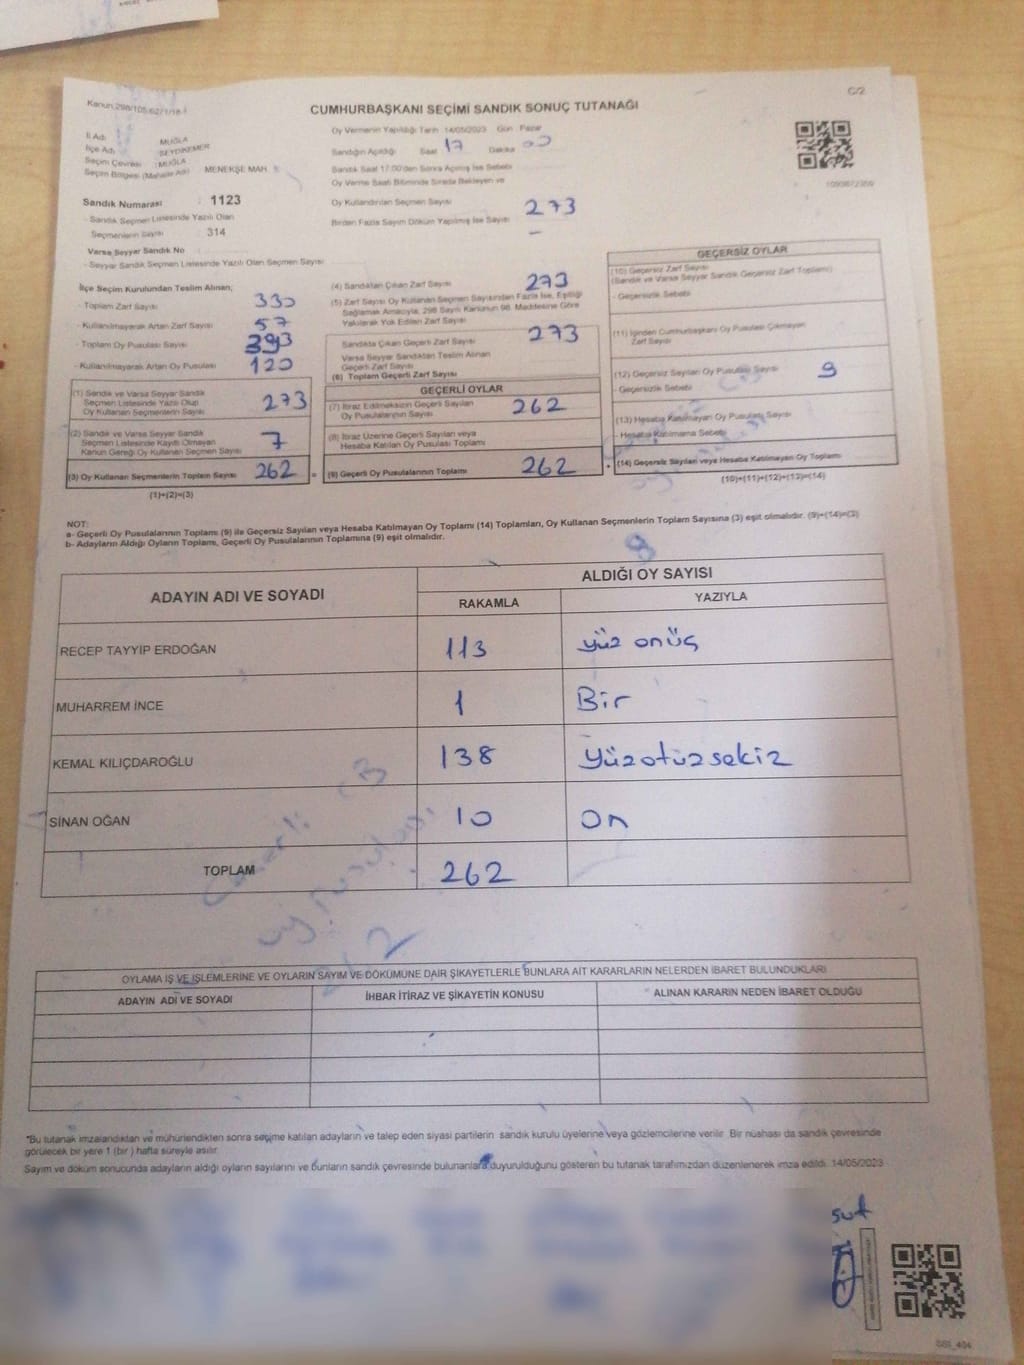 Kanun:298/105,62/1/18-1
C/2
CUMHURBAŞKANI SEÇİMİ SANDIK SONUÇ TUTANAĞI
İl Adı MUĞLA
İlçe Adı SEYDİKEMER
Seçim Çevresi : MUĞLA
Seçim Bölgesi (Mahalle Adı) MENEKŞE MAH.
Oy Vermenin Yapıldığı Tarih 14/05/2023 Gün : Pazar
Sandığın Açıldığı Saat 17 Dakika 00
Sandık Saat 17:00'den Sonra Açılmış İse Sebebi
Oy Verme Saati Bitiminde Sırada Bekleyen ve
Sandık Numarası : 1123
Oy Kullandırılan Seçmen Sayısı 273
- Sandık Seçmen Listesinde Yazılı Olan
Seçmenlerin Sayısı : 314
Birden Fazla Sayım Döküm Yapılmış İse Sayısı -
Varsa Seyyar Sandık No
- Seyyar Sandık Seçmen Listesinde Yazılı Olan Seçmen Sayısı
İlçe Seçim Kurulundan Teslim Alınan;
- Toplam Zarf Sayısı 330
- Kullanılmayarak Artan Zarf Sayısı 57
- Toplam Oy Pusulası Sayısı 393
- Kullanılmayarak Artan Oy Pusulası 120
(1) Sandık ve Varsa Seyyar Sandık
Seçmen Listesinde Yazılı Olup
Oy Kullanan Seçmenlerin Sayısı 273
(2) Sandık ve Varsa Seyyar Sandık
Seçmen Listesinde Kayıtlı Olmayan
Kanun Gereği Oy Kullanan Seçmen Sayısı 7
(3) Oy Kullanan Seçmenlerin Toplam Sayısı 262
(1)+(2)=(3)
(4) Sandıktan Çıkan Zarf Sayısı 273
(5) Zarf Sayısı Oy Kullanan Seçmen Sayısından Fazla İse, Eşitliği
Sağlamak Amacıyla, 298 Sayılı Kanunun 98. Maddesine Göre
Yakılarak Yok Edilen Zarf Sayısı
Sandıkta Çıkan Geçerli Zarf Sayısı 273
Varsa Seyyar Sandıktan Teslim Alınan
Geçerli Zarf Sayısı
(6) Toplam Geçerli Zarf Sayısı
GEÇERLİ OYLAR
(7) İtiraz Edilmeksizin Geçerli Sayılan
Oy Pusulalarının Sayısı 262
(8) İtiraz Üzerine Geçerli Sayılan veya
Hesaba Katılan Oy Pusulası Toplamı
= (9) Geçerli Oy Pusulalarının Toplamı 262
GEÇERSİZ OYLAR
(10) Geçersiz Zarf Sayısı
(Sandık ve Varsa Seyyar Sandık Geçersiz Zarf Toplamı)
- Geçersizlik Sebebi
(11) İçinden Cumhurbaşkanı Oy Pusulası Çıkmayan
Zarf Sayısı
(12) Geçersiz Sayılan Oy Pusulası Sayısı 9
- Geçersizlik Sebebi
(13) Hesaba Katılmayan Oy Pusulası Sayısı
- Hesaba Katılmama Sebebi
+ (14) Geçersiz Sayılan veya Hesaba Katılmayan Oy Toplamı
(10)+(11)+(12)+(13)=(14)
NOT:
a- Geçerli Oy Pusulalarının Toplamı (9) ile Geçersiz Sayılan veya Hesaba Katılmayan Oy Toplamı (14) Toplamları, Oy Kullanan Seçmenlerin Toplam Sayısına (3) eşit olmalıdır. (9)+(14)=(3)
b- Adayların Aldığı Oyların Toplamı, Geçerli Oy Pusulalarının Toplamına (9) eşit olmalıdır.
ADAYIN ADI VE SOYADI
ALDIĞI OY SAYISI
RAKAMLA YAZIYLA
RECEP TAYYİP ERDOĞAN 113 yüz onüç
MUHARREM İNCE 1 Bir
KEMAL KILIÇDAROĞLU 138 yüzotuzsekiz
SİNAN OĞAN 10 on
TOPLAM 262
OYLAMA İŞ VE İŞLEMLERİNE VE OYLARIN SAYIM VE DÖKÜMÜNE DAİR ŞİKAYETLERLE BUNLARA AİT KARARLARIN NELERDEN İBARET BULUNDUKLARI
ADAYIN ADI VE SOYADI İHBAR İTİRAZ VE ŞİKAYETİN KONUSU ALINAN KARARIN NEDEN İBARET OLDUĞU
*Bu tutanak imzalandıktan ve mühürlendikten sonra seçime katılan adayların ve talep eden siyasi partilerin sandık kurulu üyelerine veya gözlemcilerine verilir. Bir nüshası da sandık çevresinde
görülecek bir yere 1 (bir) hafta süreyle asılır.
Sayım ve döküm sonucunda adayların aldığı oyların sayılarını ve bunların sandık çevresinde bulunanlara duyurulduğunu gösteren bu tutanak tarafımızdan düzenlenerek imza edildi. 14/05/2023